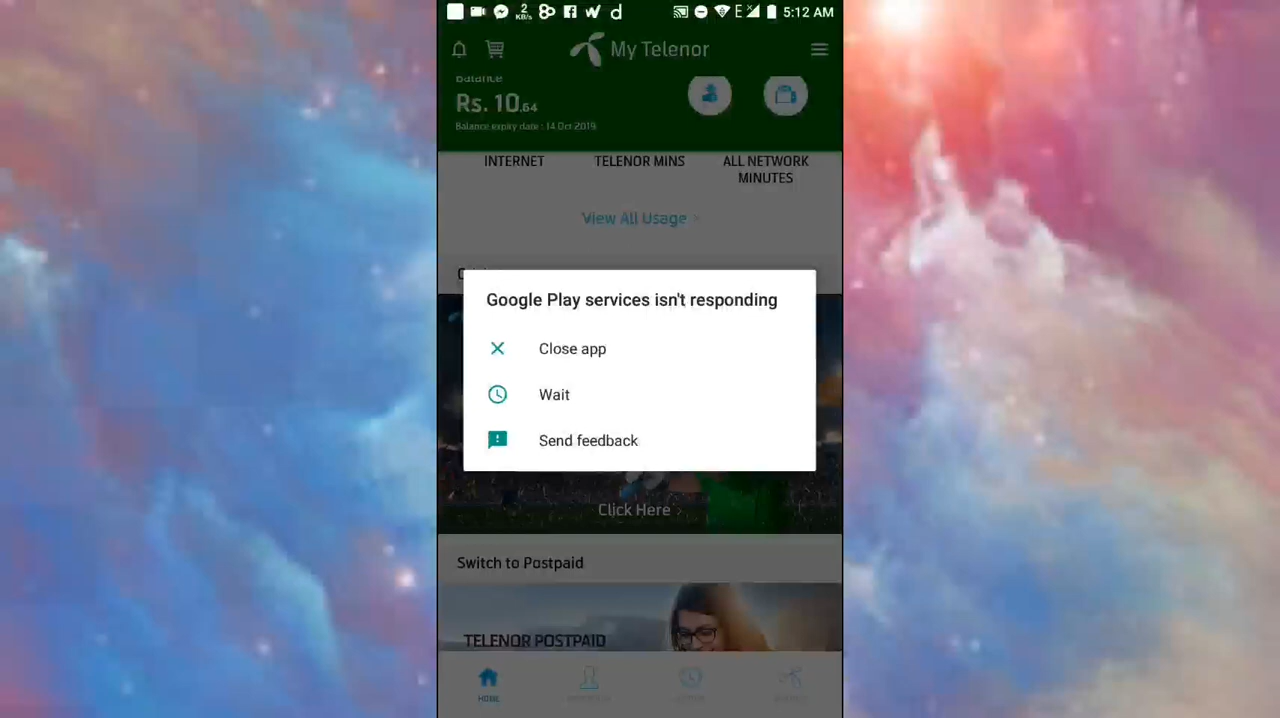 2
KB/s
E
5:12 AM
My Telenor
Balance
Rs. 10.64
Balance expiry date : 14 Oct 2019
INTERNET
TELENOR MINS
ALL NETWORK
MINUTES
View All Usage
Google Play services isn't responding
Close app
Wait
Send feedback
Click Here
Switch to Postpaid
TELENOR POSTPAID
HOME